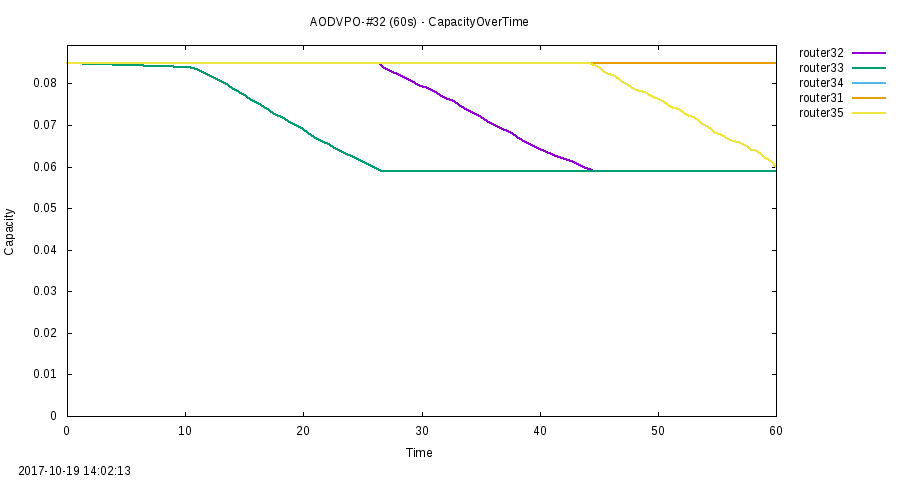 AODVPO-#32 (60s) - CapacityOverTime
router32
router33
router34
router31
router35
0.08
0.07
0.06
0.05
0.04
0.03
0.02
0.01
0
Capacity
0 10 20 30 40 50 60
Time
2017-10-19 14:02:13